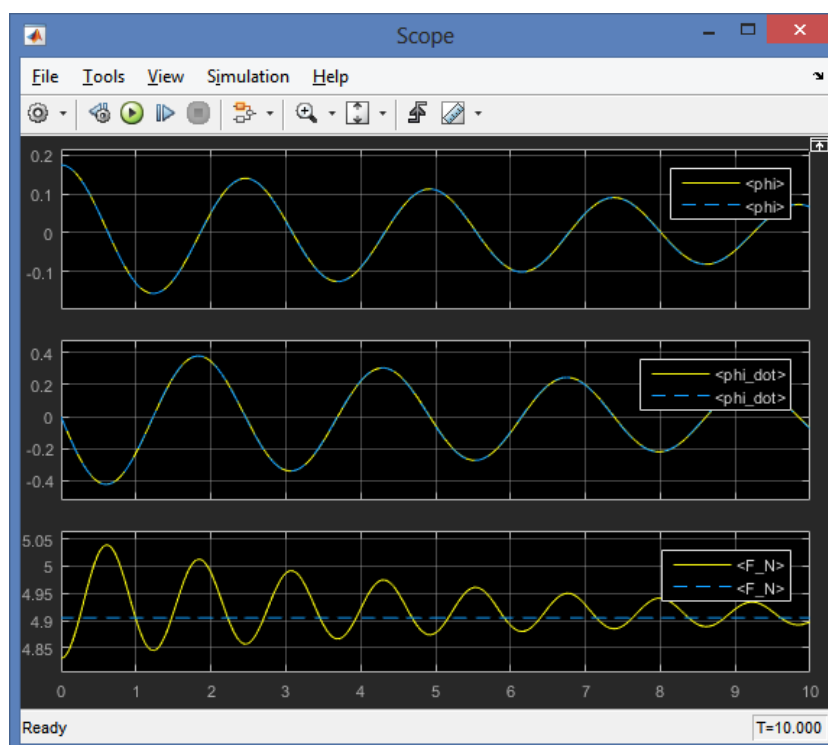 Scope
File Tools View Simulation Help
0.2
0.1
0
-0.1
<phi>
<phi>
0.4
0.2
0
-0.2
-0.4
<phi_dot>
<phi_dot>
5.05
5
4.95
4.9
4.85
<F_N>
<F_N>
0 1 2 3 4 5 6 7 8 9 10
Ready T=10.000